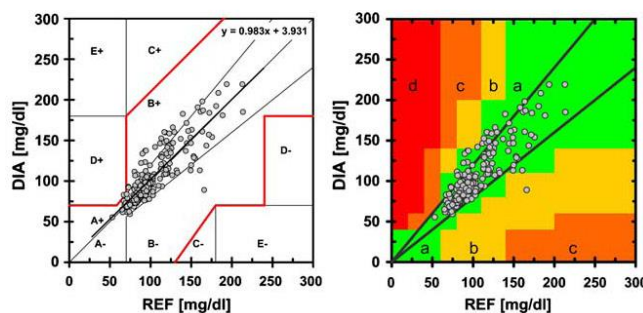 y = 0.983x + 3.931
E+
C+
B+
D+
D-
A+
A-
B-
C-
E-
300
250
200
150
100
50
0
0 50 100 150 200 250 300
DIA [mg/dl]
REF [mg/dl]
d
c
b
a
a
b
c
300
250
200
150
100
50
0
0 50 100 150 200 250 300
DIA [mg/dl]
REF [mg/dl]